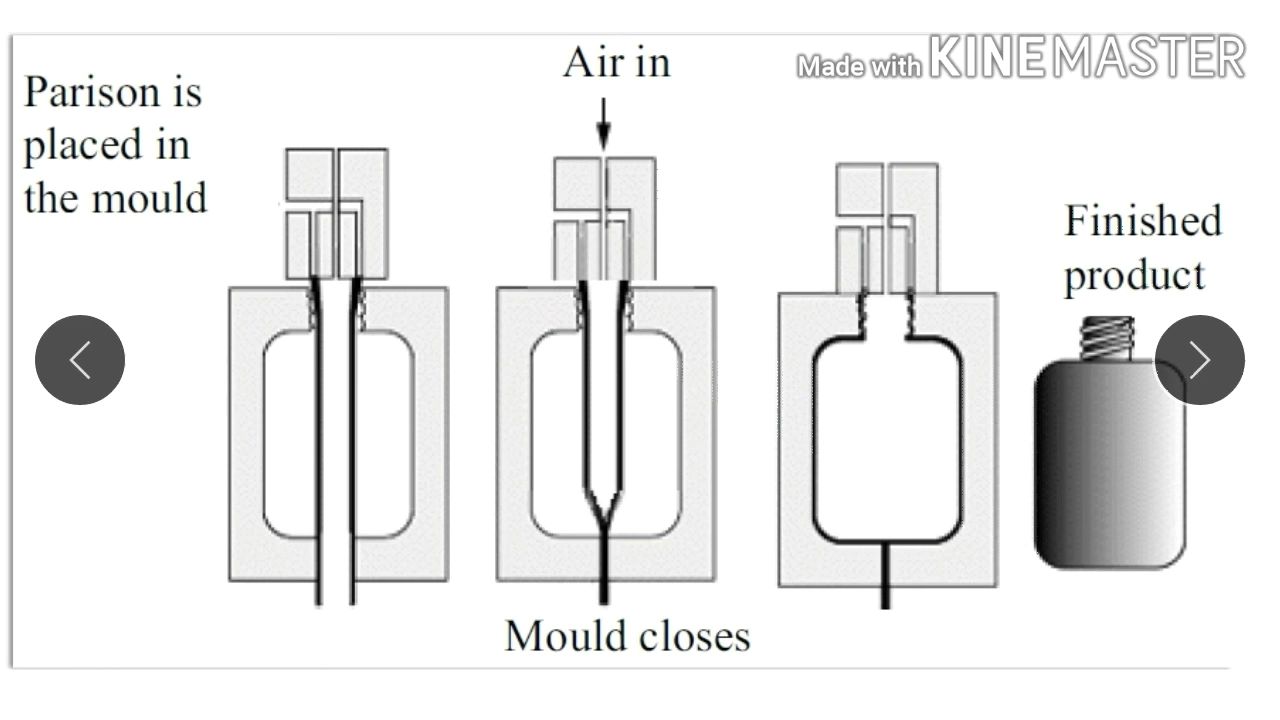 Made with KINEMASTER
Air in
Parison is
placed in
the mould
Finished
product
Mould closes